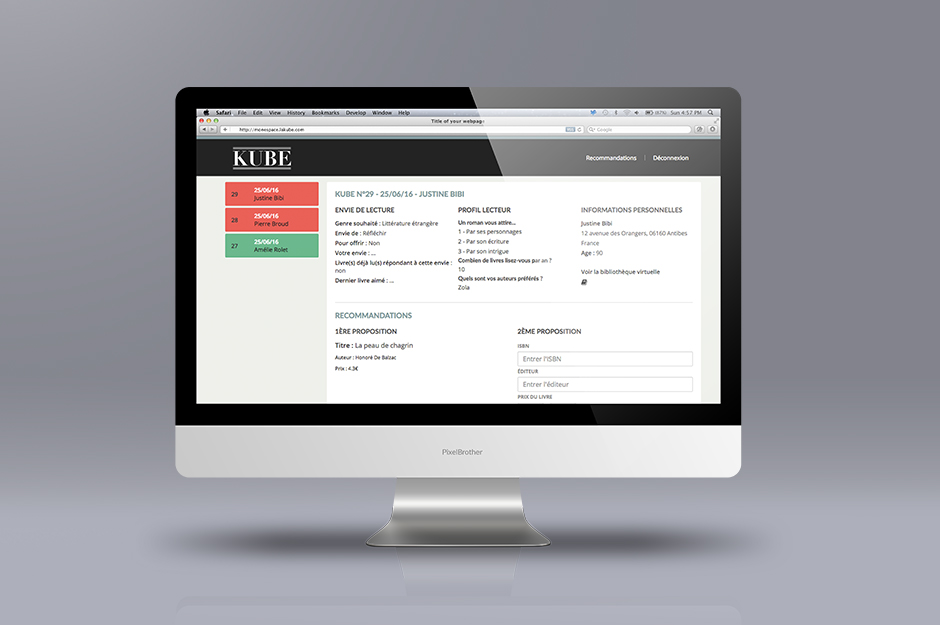 Safari File Edit View History Bookmarks Develop Window Help (87%) Sun 4:57 PM
Title of your webpage
http://monespace.lakube.com Google
KUBE Recommandations Déconnexion
29 25/06/16
Justine Bibi
28 25/06/16
Pierre Broud
27 25/06/16
Amélie Rolet
KUBE N°29 - 25/06/16 - JUSTINE BIBI
ENVIE DE LECTURE
Genre souhaité : Littérature étrangère
Envie de : Réfléchir
Pour offrir : Non
Votre envie : ...
Livre(s) déjà lu(s) répondant à cette envie :
non
Dernier livre aimé : ...
PROFIL LECTEUR
Un roman vous attire...
1 - Par ses personnages
2 - Par son écriture
3 - Par son intrigue
Combien de livres lisez-vous par an ?
10
Quels sont vos auteurs préférés ?
Zola
INFORMATIONS PERSONNELLES
Justine Bibi
12 avenue des Orangers, 06160 Antibes
France
Age : 90
Voir la bibliothèque virtuelle
RECOMMANDATIONS
1ÈRE PROPOSITION
Titre : La peau de chagrin
Auteur : Honoré De Balzac
Prix : 4.3€
2ÈME PROPOSITION
ISBN
Entrer l'ISBN
ÉDITEUR
Entrer l'éditeur
PRIX DU LIVRE
PixelBrother